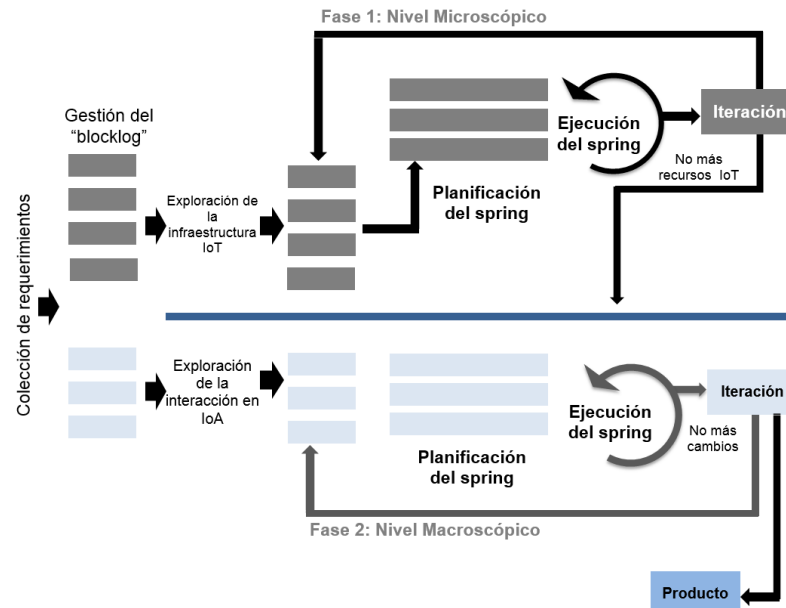 Fase 1: Nivel Microscópico
Gestión del
“blocklog”
Colección de requerimientos
Exploración de
la
infraestructura
IoT
Planificación
del spring
Ejecución
del spring
Iteración
No más
recursos IoT
Exploración
de la
interacción en
IoA
Planificación
del spring
Ejecución
del spring
Iteración
No más
cambios
Fase 2: Nivel Macroscópico
Producto